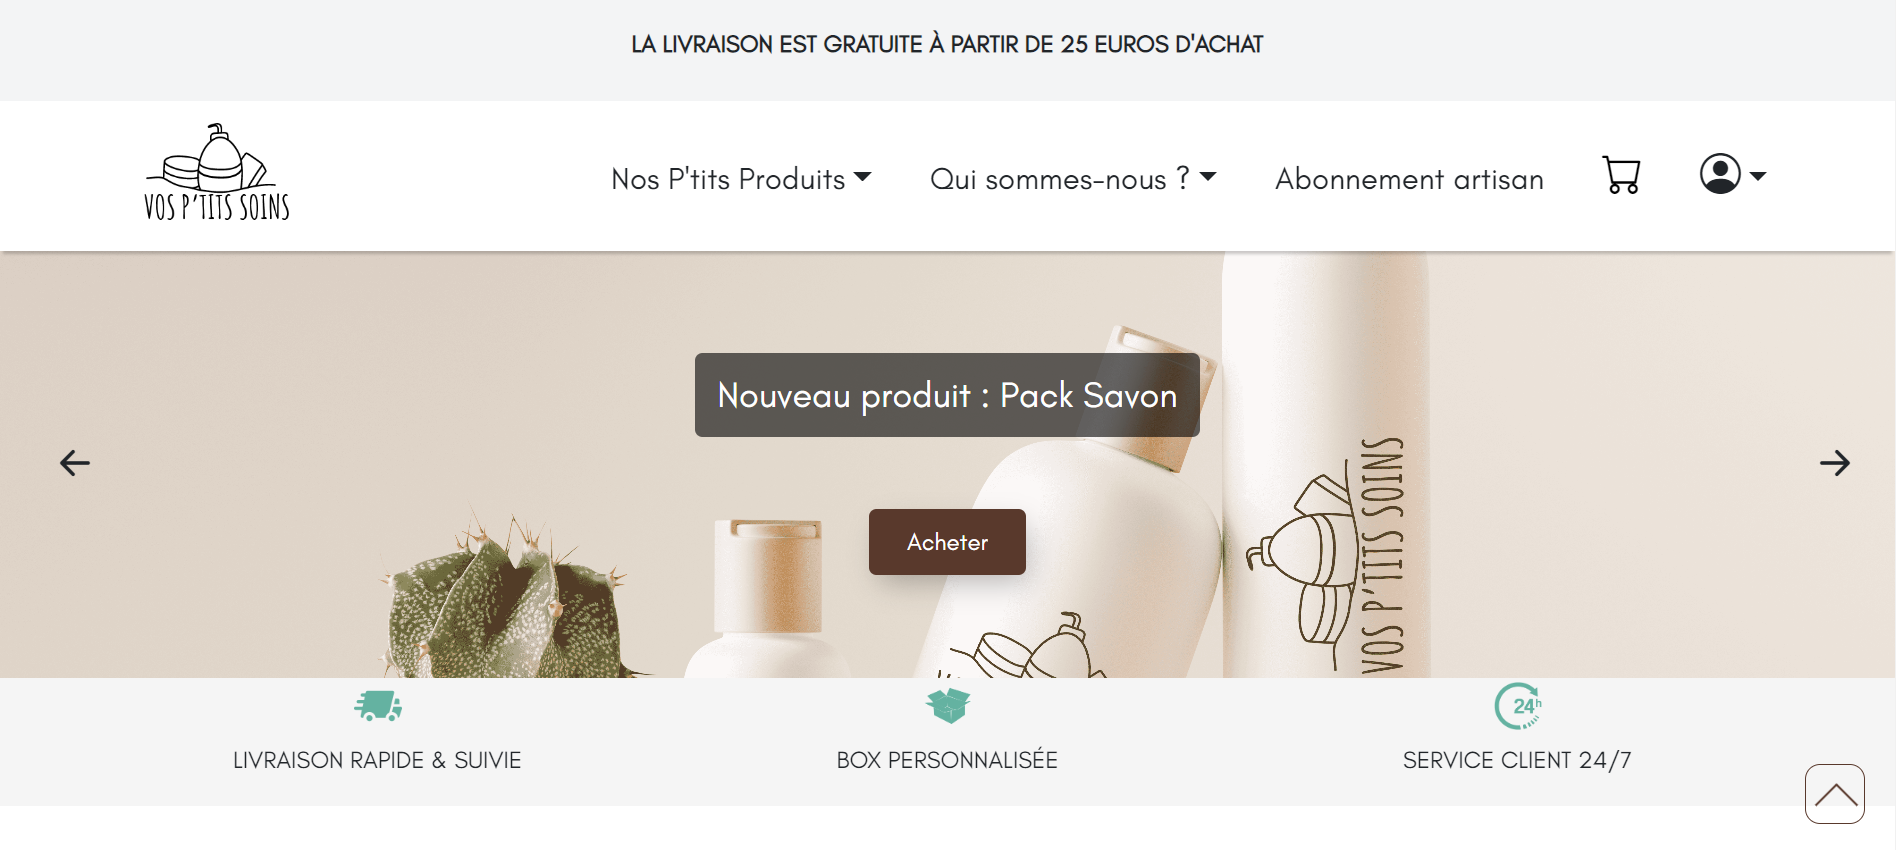 LA LIVRAISON EST GRATUITE À PARTIR DE 25 EUROS D'ACHAT
VOS P'TITS SOINS
Nos P'tits Produits
Qui sommes-nous ?
Abonnement artisan
Nouveau produit : Pack Savon
Acheter
VOS P'TITS SOINS
24h
LIVRAISON RAPIDE & SUIVIE
BOX PERSONNALISÉE
SERVICE CLIENT 24/7